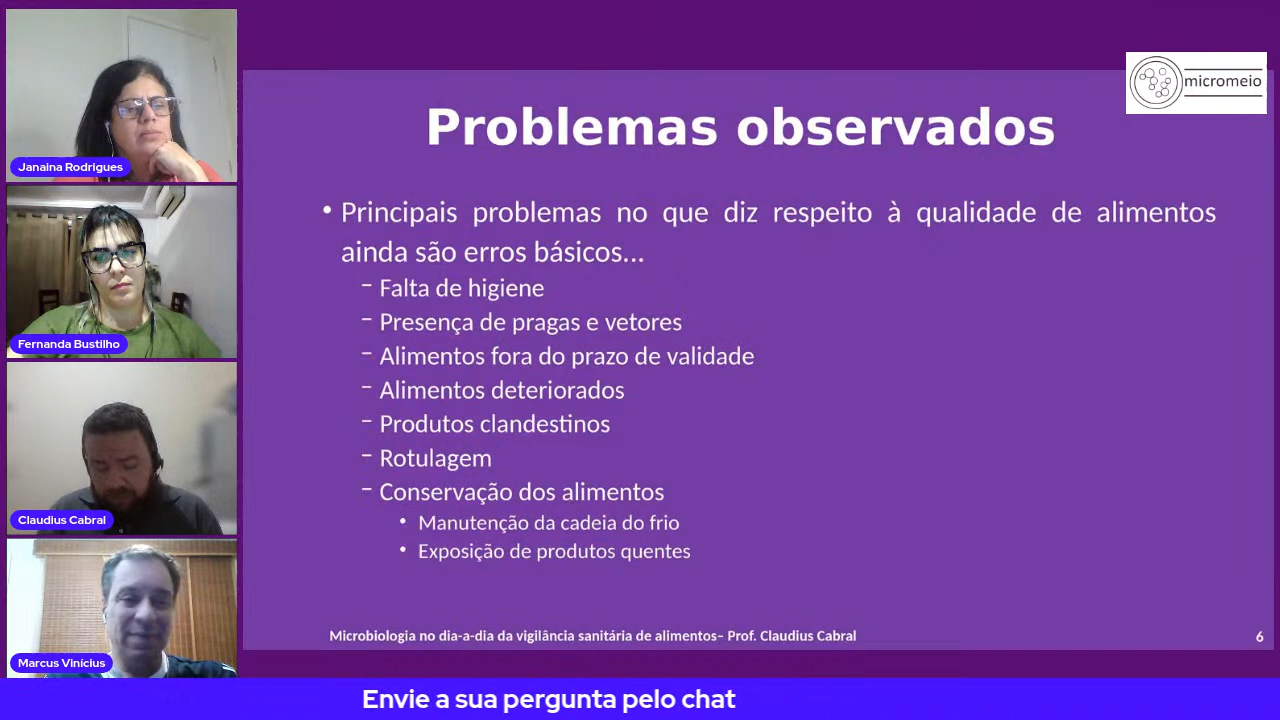 Janaina Rodrigues
Fernanda Bustilho
Claudius Cabral
Marcus Vinícius
micromeio
Problemas observados
• Principais problemas no que diz respeito à qualidade de alimentos
ainda são erros básicos...
– Falta de higiene
– Presença de pragas e vetores
– Alimentos fora do prazo de validade
– Alimentos deteriorados
– Produtos clandestinos
– Rotulagem
– Conservação dos alimentos
• Manutenção da cadeia do frio
• Exposição de produtos quentes
Microbiologia no dia-a-dia da vigilância sanitária de alimentos– Prof. Claudius Cabral
6
Envie a sua pergunta pelo chat